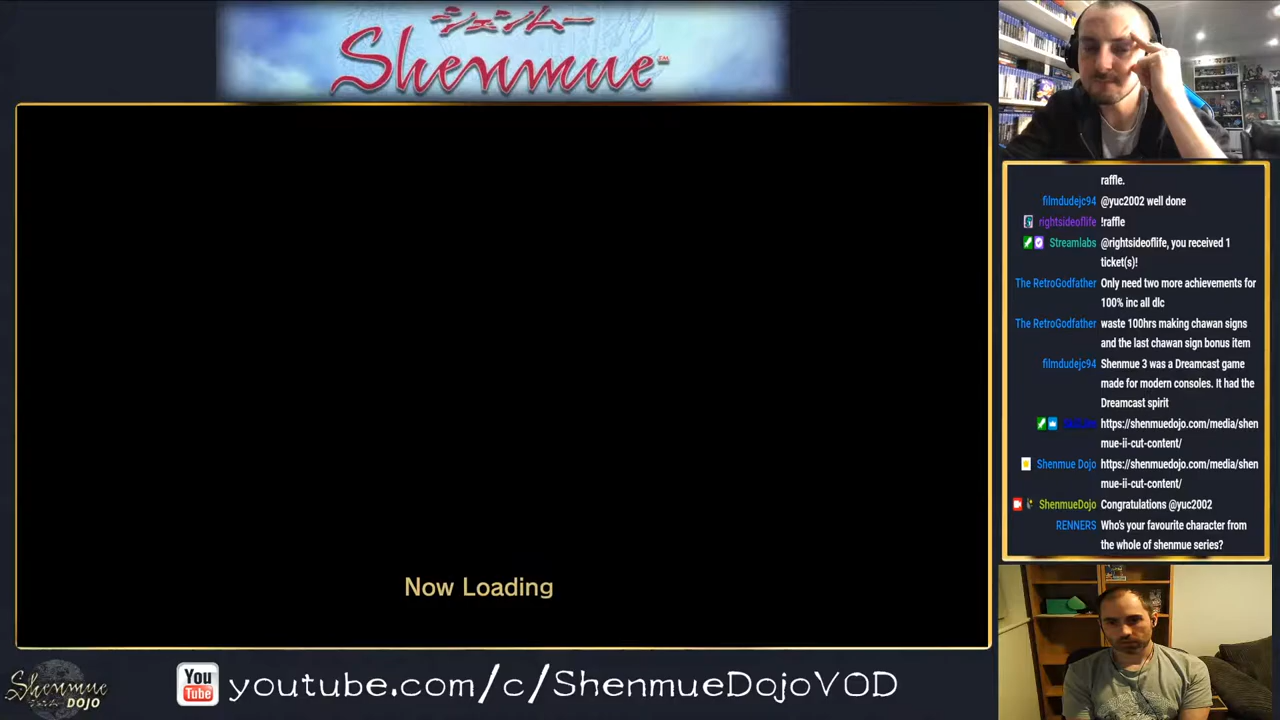 シェンムー
Shenmue™
raffle.
filmdudejc94 @yuc2002 well done
rightsideoflife !raffle
Streamlabs @rightsideoflife, you received 1
ticket(s)!
The RetroGodfather Only need two more achievements for
100% inc all dlc
The RetroGodfather waste 100hrs making chawan signs
and the last chawan sign bonus item
filmdudejc94 Shenmue 3 was a Dreamcast game
made for modern consoles. It had the
Dreamcast spirit
https://shenmuedojo.com/media/shen
mue-ii-cut-content/
Shenmue Dojo https://shenmuedojo.com/media/shen
mue-ii-cut-content/
ShenmueDojo Congratulations @yuc2002
RENNERS Who's your favourite character from
the whole of shenmue series?
Now Loading
Shenmue
DOJO
You
Tube
youtube.com/c/ShenmueDojoVOD